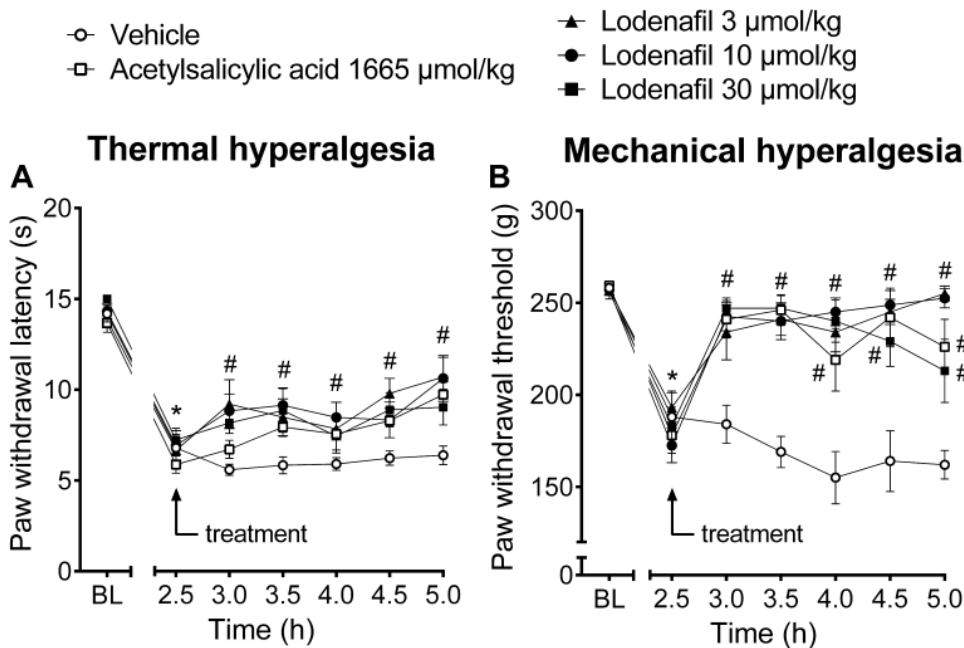 Vehicle
Acetylsalicylic acid 1665 µmol/kg
Lodenafil 3 µmol/kg
Lodenafil 10 µmol/kg
Lodenafil 30 µmol/kg
Thermal hyperalgesia
Mechanical hyperalgesia
A
Paw withdrawal latency (s)
20
15
10
5
0
*
#
#
#
#
#
treatment
BL
2.5
3.0
3.5
4.0
4.5
5.0
Time (h)
B
Paw withdrawal threshold (g)
300
250
200
150
0
*
#
#
#
#
#
#
#
#
#
treatment
BL
2.5
3.0
3.5
4.0
4.5
5.0
Time (h)